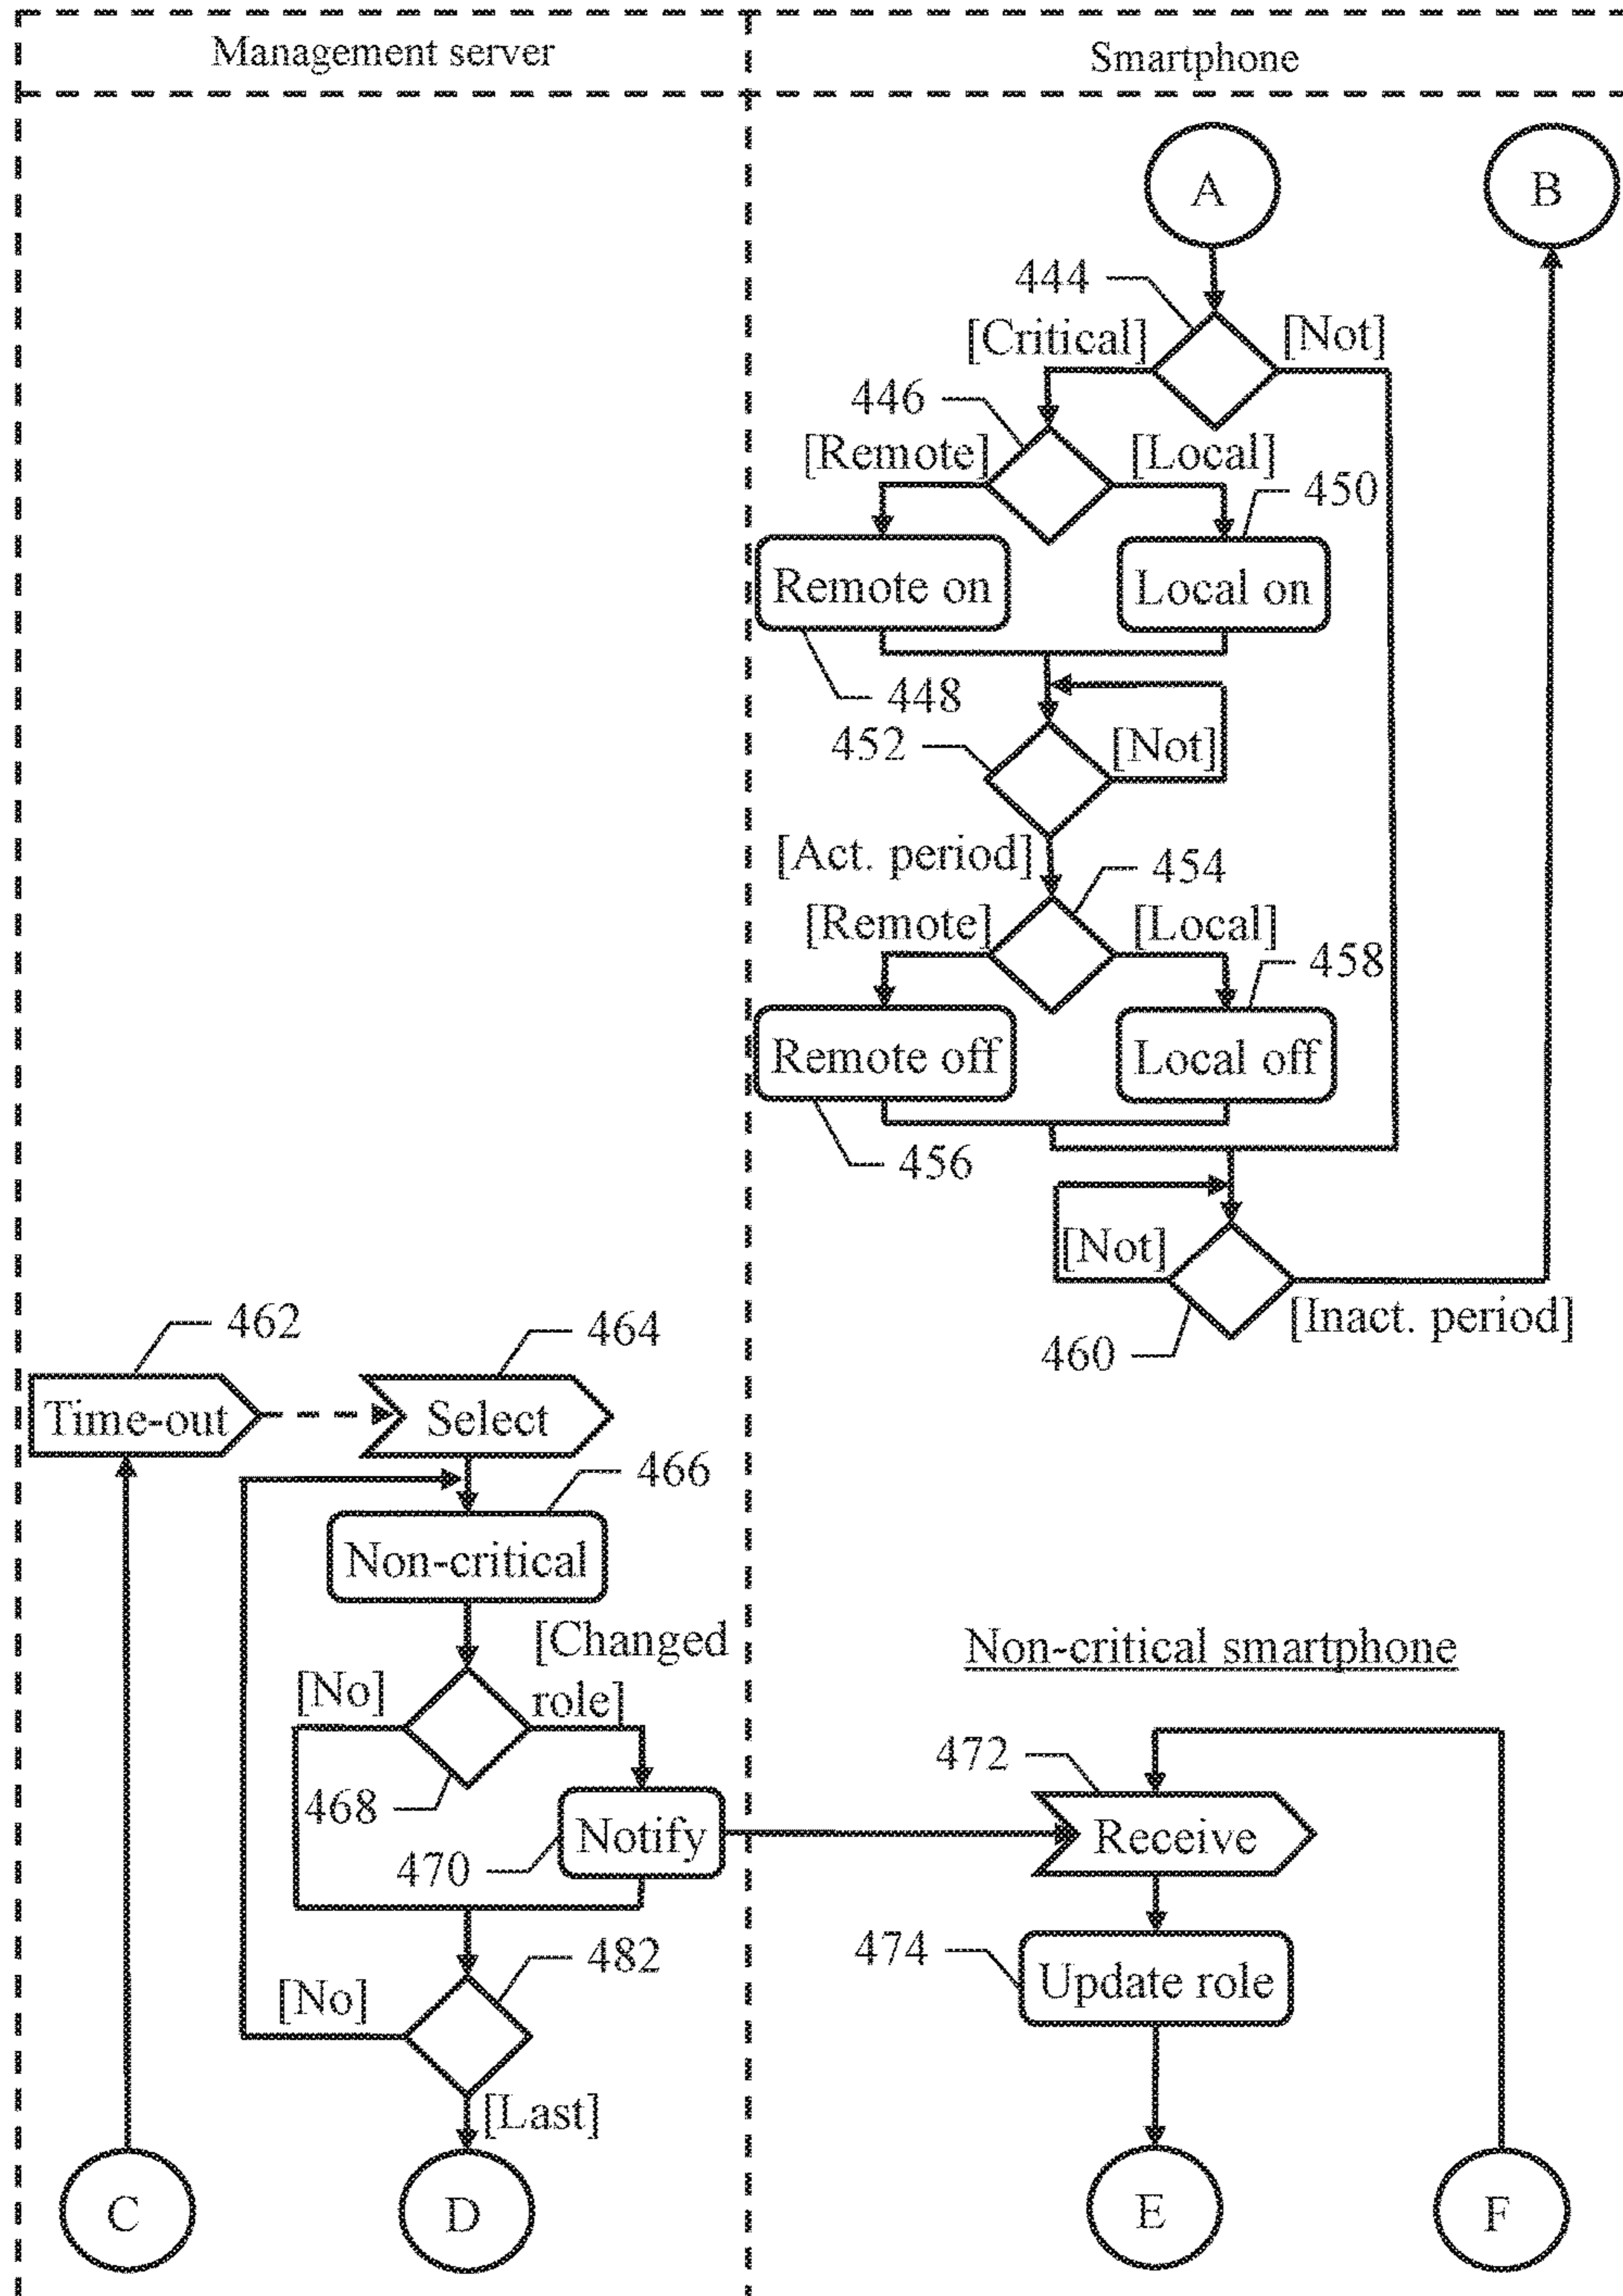 Management server
Smartphone
A
B
444
[Critical]
[Not]
446
[Remote]
[Local]
450
Remote on
Local on
448
452
[Not]
[Act. period]
454
[Remote]
[Local]
458
Remote off
Local off
456
[Not]
460
[Inact. period]
462
464
Time-out
Select
466
Non-critical
[Changed
role]
[No]
468
Notify
470
482
[No]
[Last]
C
D
Non-critical smartphone
472
Receive
474
Update role
E
F